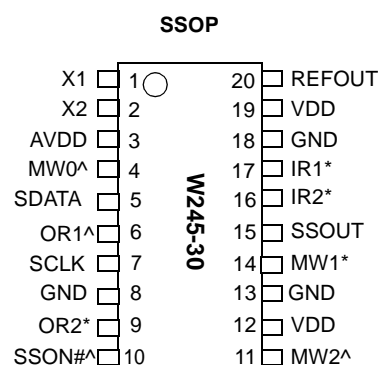 SSOP
X1 1 20 REFOUT
X2 2 19 VDD
AVDD 3 18 GND
MW0^ 4 17 IR1*
SDATA 5 16 IR2*
OR1^ 6 15 SSOUT
SCLK 7 14 MW1*
GND 8 13 GND
OR2* 9 12 VDD
SSON#^ 10 11 MW2^
W245-30